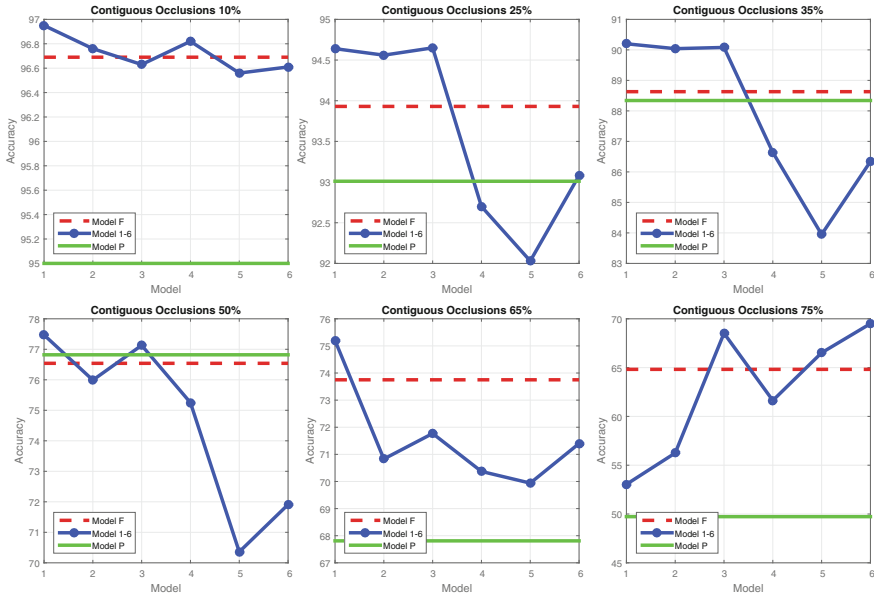 Contiguous Occlusions 10%
97
96.8
96.6
96.4
96.2
96
95.8
95.6
95.4
95.2
95
Accuracy
Model F
Model 1-6
Model P
1 2 3 4 5 6
Model
Contiguous Occlusions 25%
95
94.5
94
93.5
93
92.5
92
Accuracy
Model F
Model 1-6
Model P
1 2 3 4 5 6
Model
Contiguous Occlusions 35%
91
90
89
88
87
86
85
84
83
Accuracy
Model F
Model 1-6
Model P
1 2 3 4 5 6
Model
Contiguous Occlusions 50%
78
77
76
75
74
73
72
71
70
Accuracy
Model F
Model 1-6
Model P
1 2 3 4 5 6
Model
Contiguous Occlusions 65%
76
75
74
73
72
71
70
69
68
67
Accuracy
Model F
Model 1-6
Model P
1 2 3 4 5 6
Model
Contiguous Occlusions 75%
70
65
60
55
50
45
Accuracy
Model F
Model 1-6
Model P
1 2 3 4 5 6
Model